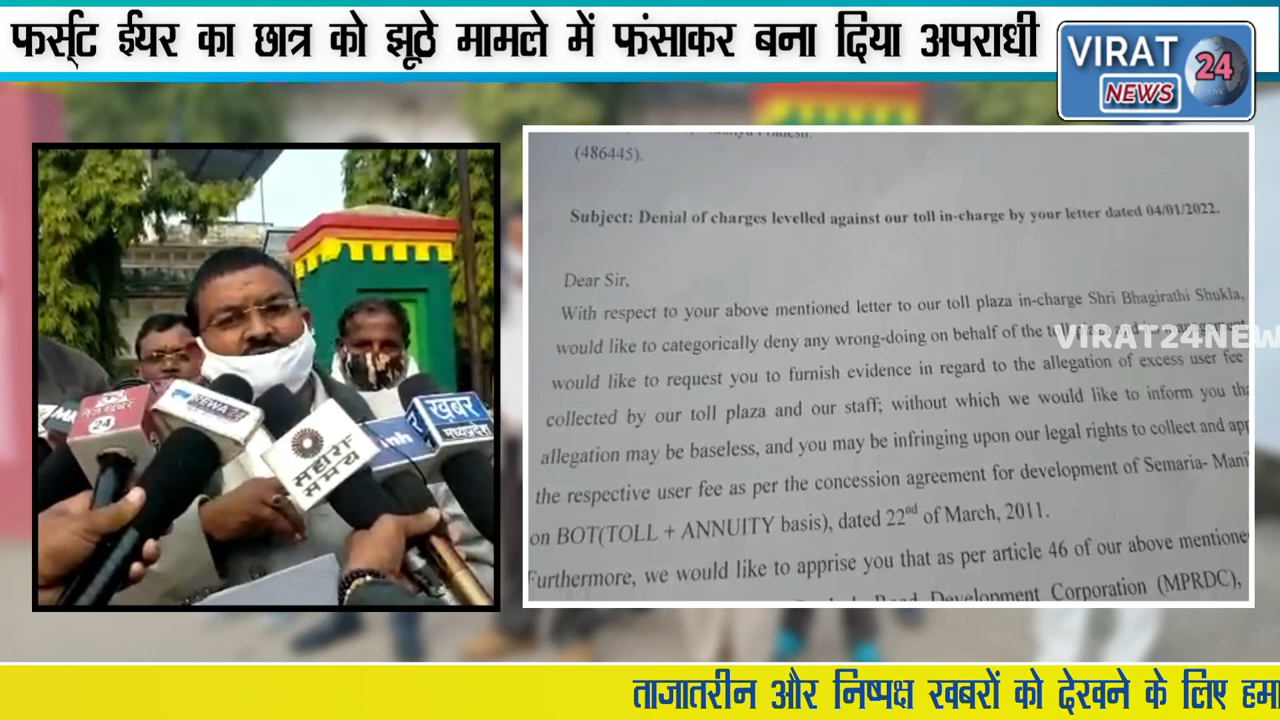 फर्स्ट ईयर का छात्र को झूठे मामले में फंसाकर बना दिया अपराधी
VIRAT
24
NEWS
LIVE
(486445).
Subject: Denial of charges levelled against our toll in-charge by your letter dated 04/01/2022.
Dear Sir,
With respect to your above mentioned letter to our toll plaza in-charge Shri Bhagirathi Shukla,
would like to categorically deny any wrong-doing on behalf of the
VIRAT24NEW
would like to request you to furnish evidence in regard to the allegation of excess user fee
collected by our toll plaza and our staff; without which we would like to inform you tha
allegation may be baseless, and you may be infringing upon our legal rights to collect and app
the respective user fee as per the concession agreement for development of Semaria- Mani
on BOT(TOLL + ANNUITY basis), dated 22nd of March, 2011.
Furthermore, we would like to apprise you that as per article 46 of our above mentione
Road Development Corporation (MPRDC),
तेज खबर
24
REWA
सहारा
समय
inh
खबर
मध्यप्रदेश
ताजातरीन और निष्पक्ष खबरों को देखने के लिए हमा